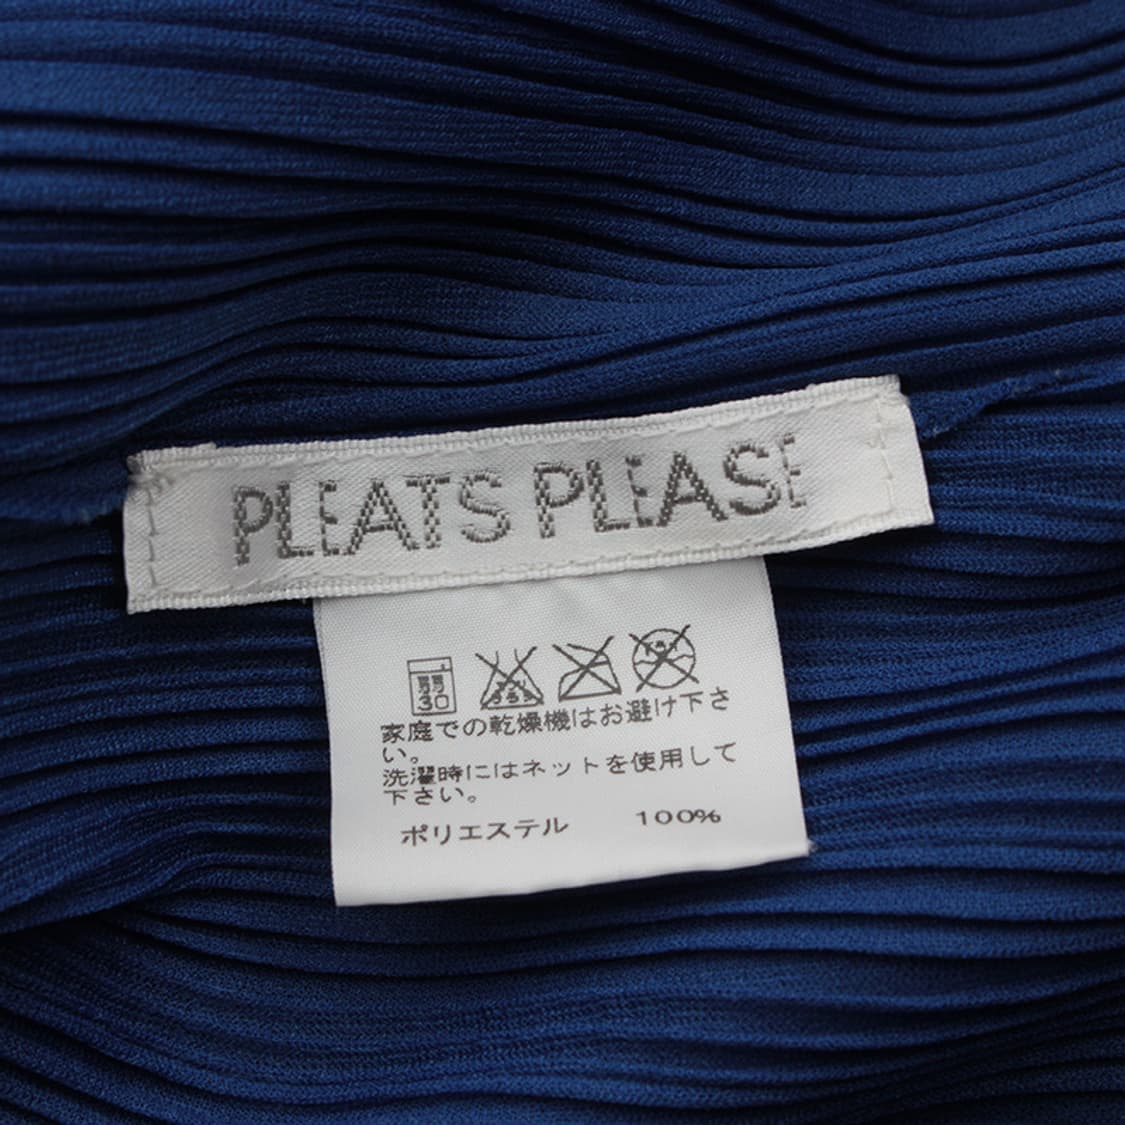 PLEATS PLEASE
30
家庭での乾燥機はお避け下さ
い。
洗濯時にはネットを使用して
下さい。
ポリエステル 100%